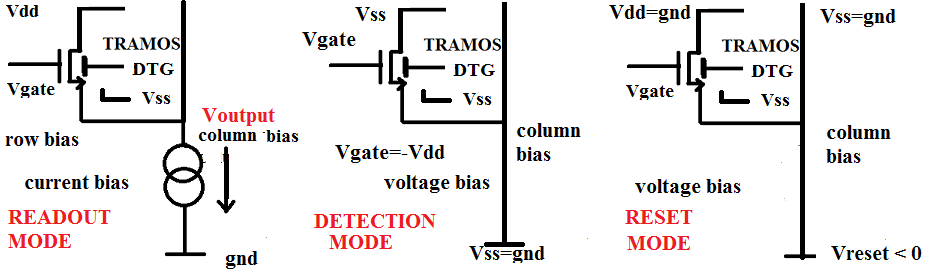 Vdd
TRAMOS
DTG
Vgate
Vss
Voutput
row bias
column bias
current bias
READOUT
MODE
gnd
Vss
Vgate
TRAMOS
DTG
Vss
column
bias
Vgate=-Vdd
voltage bias
DETECTION
MODE
Vss=gnd
Vdd=gnd
Vss=gnd
TRAMOS
DTG
Vgate
Vss
column
bias
voltage bias
RESET
MODE
Vreset < 0